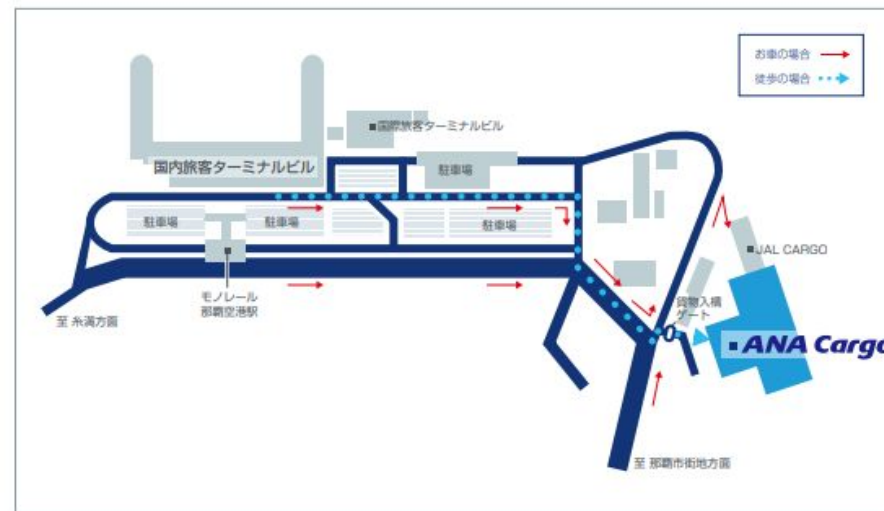 お車の場合
徒歩の場合
国際旅客ターミナルビル
国内旅客ターミナルビル
駐車場
駐車場
駐車場
駐車場
JAL CARGO
モノレール
那覇空港駅
貨物入構
ゲート
至 糸満方面
ANA Cargo
至 那覇市街地方面